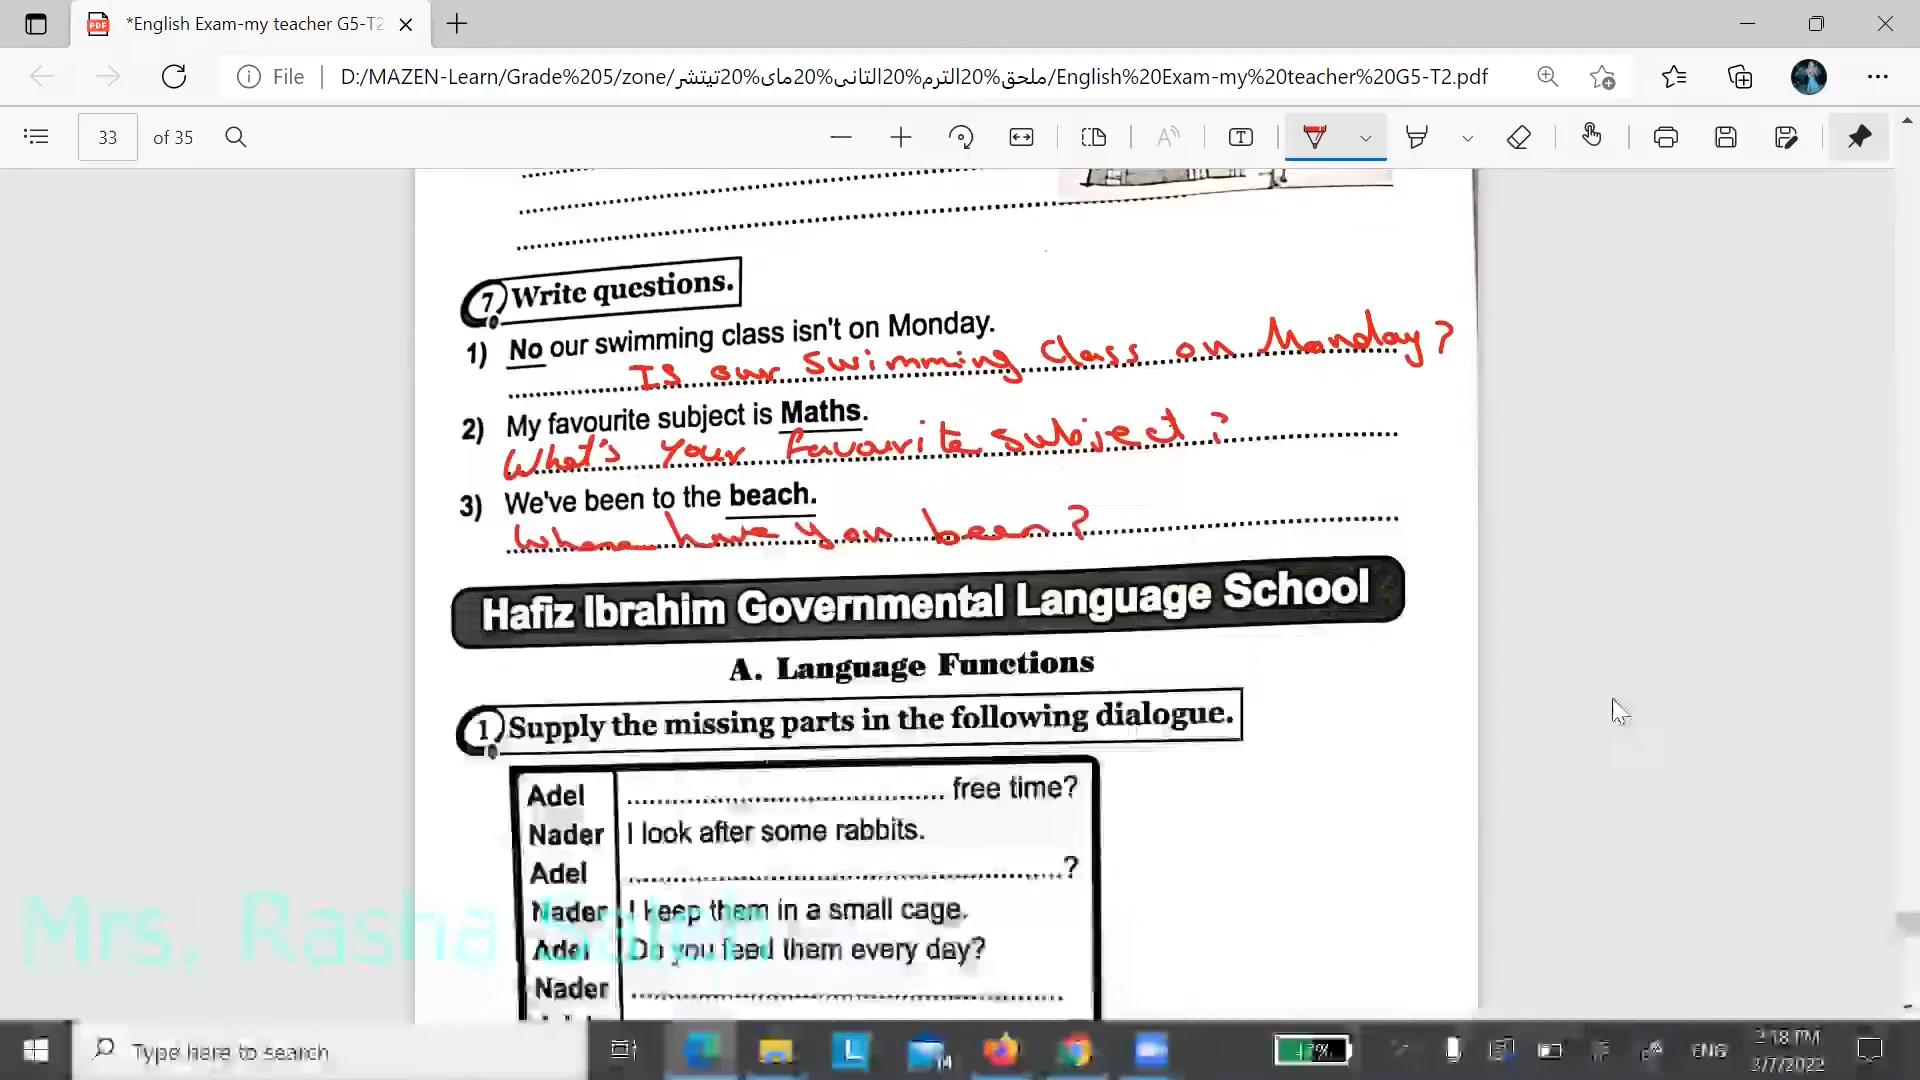 *English Exam-my teacher G5-T2
File
D:/MAZEN-Learn/Grade%205/zone/ملحق%20الترم%20التانى%20ماى%20تيتشر/English%20Exam-my%20teacher%20G5-T2.pdf
33 of 35
7 Write questions.
1) No our swimming class isn't on Monday.
Is our swimming class on Monday?
2) My favourite subject is Maths.
What's your favourite subject?
3) We've been to the beach.
Where have you been?
Hafiz Ibrahim Governmental Language School
A. Language Functions
1 Supply the missing parts in the following dialogue.
Adel free time?
Nader I look after some rabbits.
Adel ?
Nader I keep them in a small cage.
Adel Do you feed them every day?
Nader
Mrs. Rasha Saleh
Type here to search
ENG
2:18 PM
3/7/2022